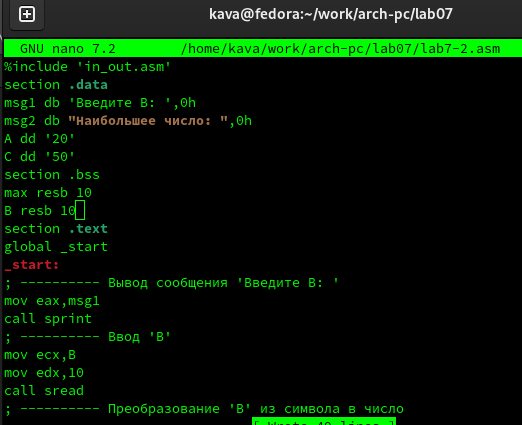 kava@fedora:~/work/arch-pc/lab07
GNU nano 7.2 /home/kava/work/arch-pc/lab07/lab7-2.asm
%include 'in_out.asm'
section .data
msg1 db 'Введите B: ',0h
msg2 db "Наибольшее число: ",0h
A dd '20'
C dd '50'
section .bss
max resb 10
B resb 10
section .text
global _start
_start:
; ---------- Вывод сообщения 'Введите B: '
mov eax,msg1
call sprint
; ---------- Ввод 'B'
mov ecx,B
mov edx,10
call sread
; ---------- Преобразование 'B' из символа в число